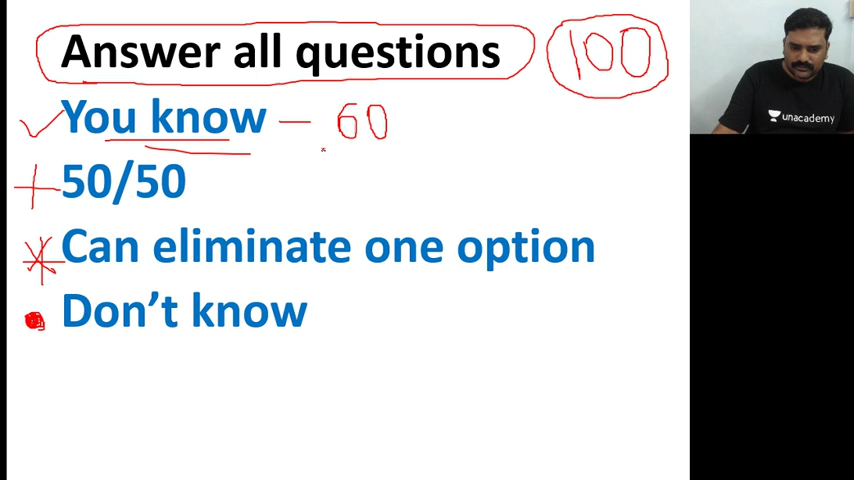 Answer all questions 100
You know - 60
50/50
Can eliminate one option
Don't know
unacademy